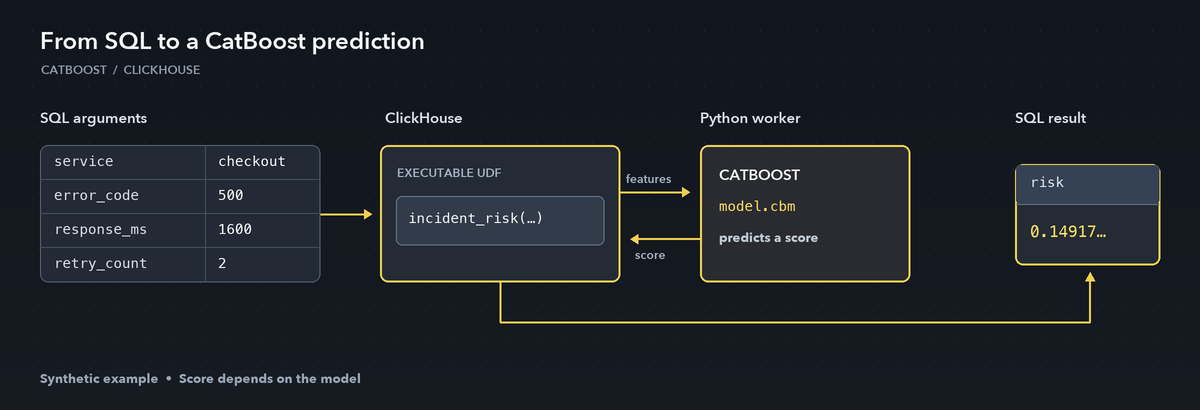 From SQL to a CatBoost prediction
CATBOOST / CLICKHOUSE
SQL arguments
service checkout
error_code 500
response_ms 1600
retry_count 2
ClickHouse
EXECUTABLE UDF
incident_risk(…)
features
score
Python worker
CATBOOST
model.cbm
predicts a score
SQL result
risk
0.14917…
Synthetic example • Score depends on the model